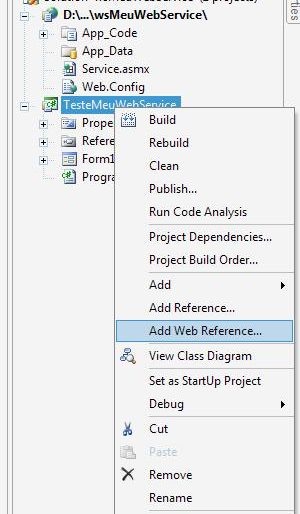 D:\...\wsMeuWebService\
App_Code
App_Data
Service.asmx
Web.Config
TesteMeuWebService
Prope
Refere
Form1
Progra
Build
Rebuild
Clean
Publish...
Run Code Analysis
Project Dependencies...
Project Build Order...
Add
Add Reference...
Add Web Reference...
View Class Diagram
Set as StartUp Project
Debug
Cut
Paste
Remove
Rename
erties